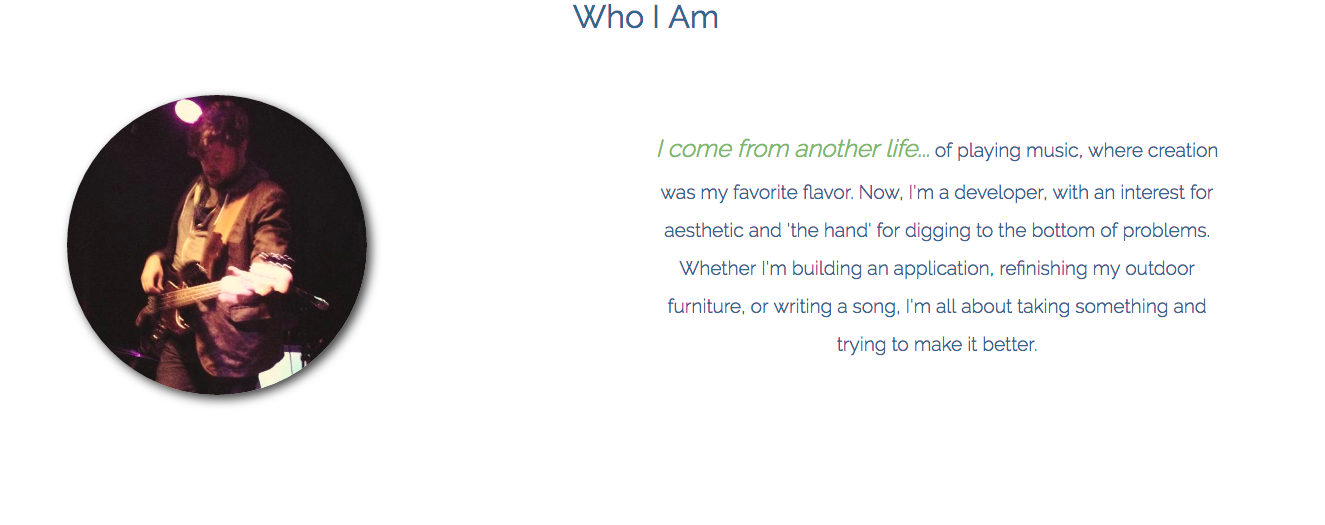 Who I Am
I come from another life... of playing music, where creation
was my favorite flavor. Now, I'm a developer, with an interest for
aesthetic and 'the hand' for digging to the bottom of problems.
Whether I'm building an application, refinishing my outdoor
furniture, or writing a song, I'm all about taking something and
trying to make it better.